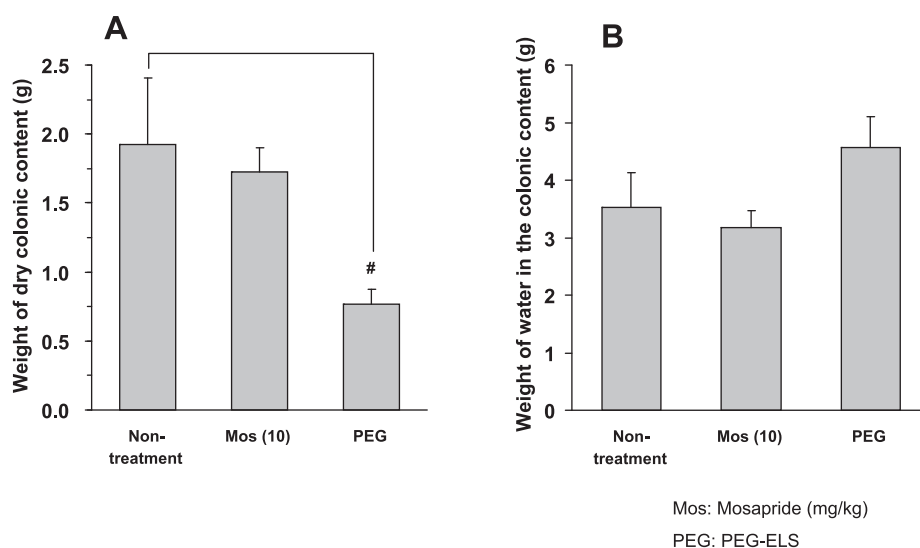 A
Weight of dry colonic content (g)
2.5
2.0
1.5
1.0
0.5
0.0
#
Non-
treatment
Mos (10)
PEG
B
Weight of water in the colonic content (g)
6
5
4
3
2
1
0
Non-
treatment
Mos (10)
PEG
Mos: Mosapride (mg/kg)
PEG: PEG-ELS